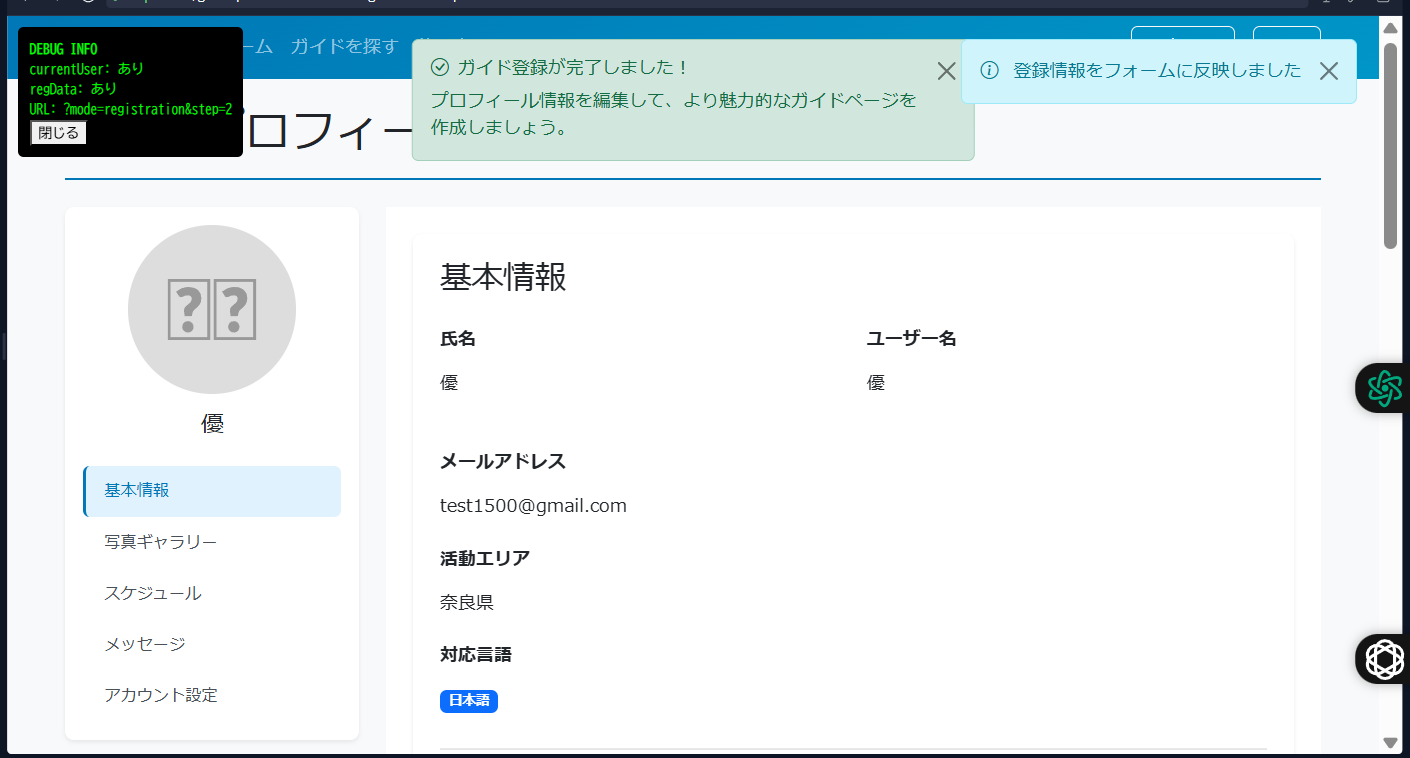 DEBUG INFO
currentUser: あり
regData: あり
URL: ?mode=registration&step=2
閉じる
ーム ガイドを探す
ガイド登録が完了しました！
プロフィール情報を編集して、より魅力的なガイドページを
作成しましょう。
登録情報をフォームに反映しました
プロフィー
優
基本情報
写真ギャラリー
スケジュール
メッセージ
アカウント設定
基本情報
氏名
優
ユーザー名
優
メールアドレス
test1500@gmail.com
活動エリア
奈良県
対応言語
日本語